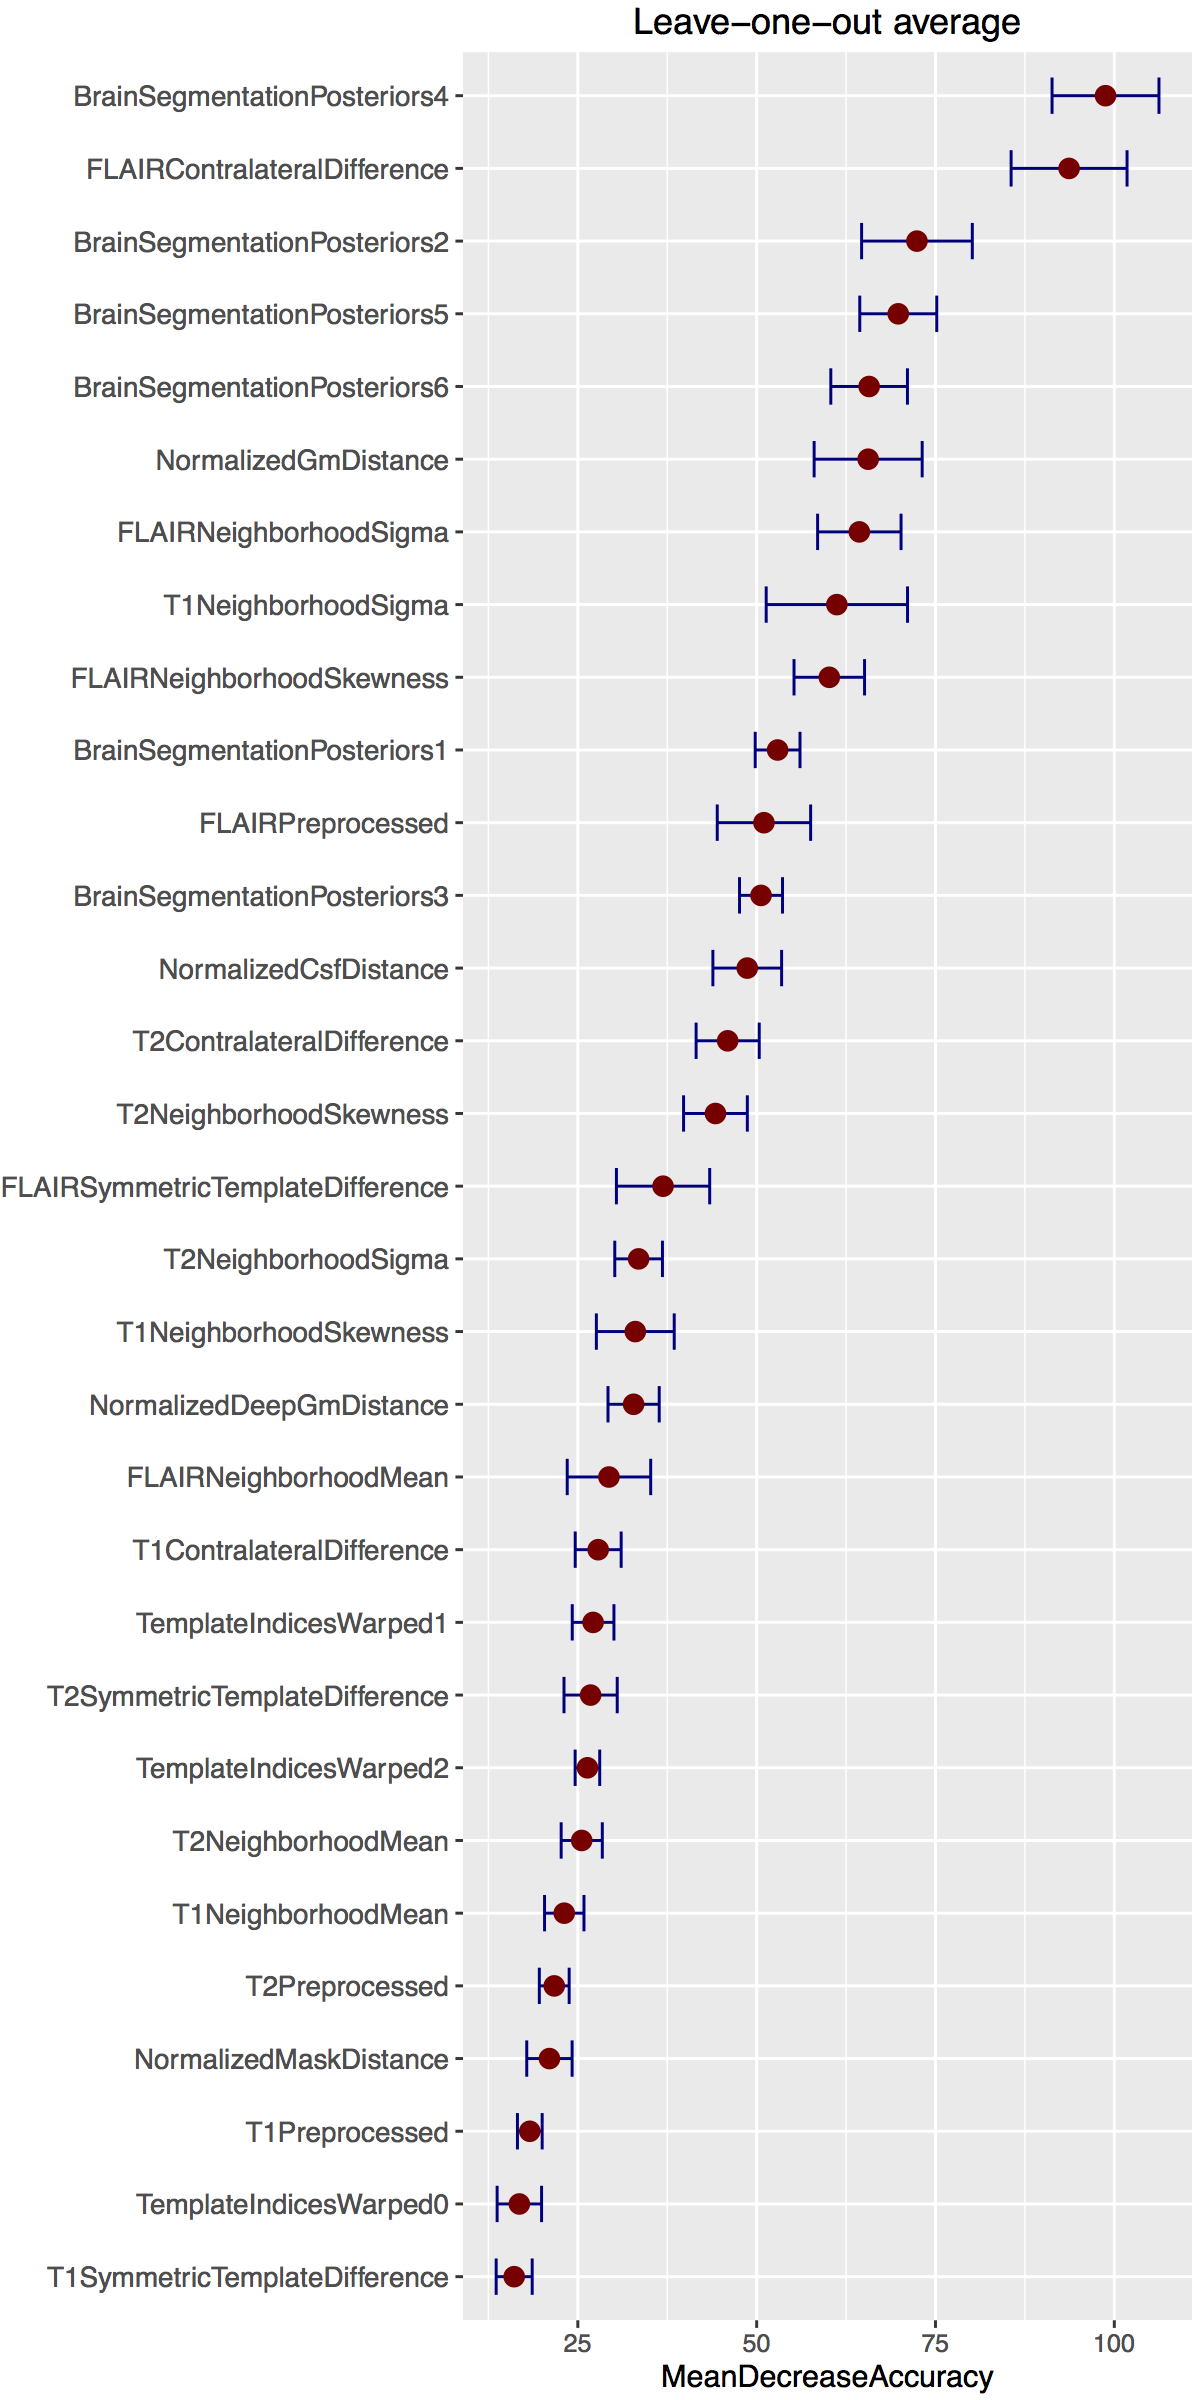 Leave−one−out average
BrainSegmentationPosteriors4
FLAIRContralateralDifference
BrainSegmentationPosteriors2
BrainSegmentationPosteriors5
BrainSegmentationPosteriors6
NormalizedGmDistance
FLAIRNeighborhoodSigma
T1NeighborhoodSigma
FLAIRNeighborhoodSkewness
BrainSegmentationPosteriors1
FLAIRPreprocessed
BrainSegmentationPosteriors3
NormalizedCsfDistance
T2ContralateralDifference
T2NeighborhoodSkewness
FLAIRSymmetricTemplateDifference
T2NeighborhoodSigma
T1NeighborhoodSkewness
NormalizedDeepGmDistance
FLAIRNeighborhoodMean
T1ContralateralDifference
TemplateIndicesWarped1
T2SymmetricTemplateDifference
TemplateIndicesWarped2
T2NeighborhoodMean
T1NeighborhoodMean
T2Preprocessed
NormalizedMaskDistance
T1Preprocessed
TemplateIndicesWarped0
T1SymmetricTemplateDifference
25 50 75 100
MeanDecreaseAccuracy